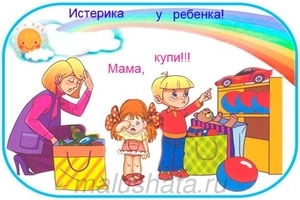 Истерика у ребенка!
купи!!!
Мама,
malushata.ru